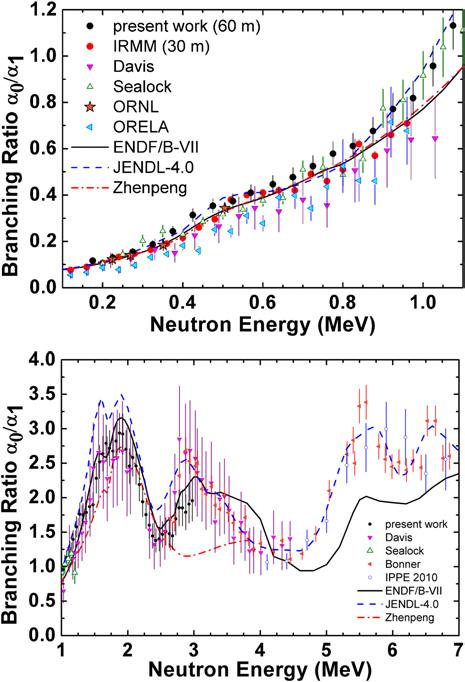 Branching Ratio α0/α1
1.2
1.0
0.8
0.6
0.4
0.2
0.0
present work (60 m)
IRMM (30 m)
Davis
Sealock
ORNL
ORELA
ENDF/B-VII
JENDL-4.0
Zhenpeng
0.2 0.4 0.6 0.8 1.0
Neutron Energy (MeV)
Branching Ratio α0/α1
4.0
3.5
3.0
2.5
2.0
1.5
1.0
0.5
0.0
present work
Davis
Sealock
Bonner
IPPE 2010
ENDF/B-VII
JENDL-4.0
Zhenpeng
1 2 3 4 5 6 7
Neutron Energy (MeV)